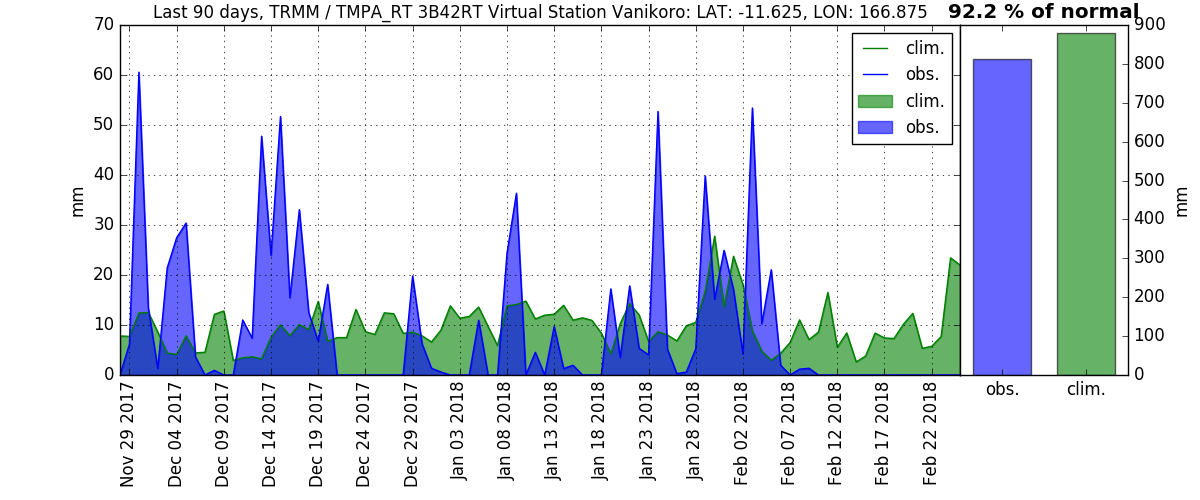 Last 90 days, TRMM / TMPA_RT 3B42RT Virtual Station Vanikoro: LAT: -11.625, LON: 166.875
92.2 % of normal
70
60
50
40
30
20
10
0
mm
clim.
obs.
clim.
obs.
Nov 29 2017
Dec 04 2017
Dec 09 2017
Dec 14 2017
Dec 19 2017
Dec 24 2017
Dec 29 2017
Jan 03 2018
Jan 08 2018
Jan 13 2018
Jan 18 2018
Jan 23 2018
Jan 28 2018
Feb 02 2018
Feb 07 2018
Feb 12 2018
Feb 17 2018
Feb 22 2018
900
800
700
600
500
400
300
200
100
0
mm
obs.
clim.